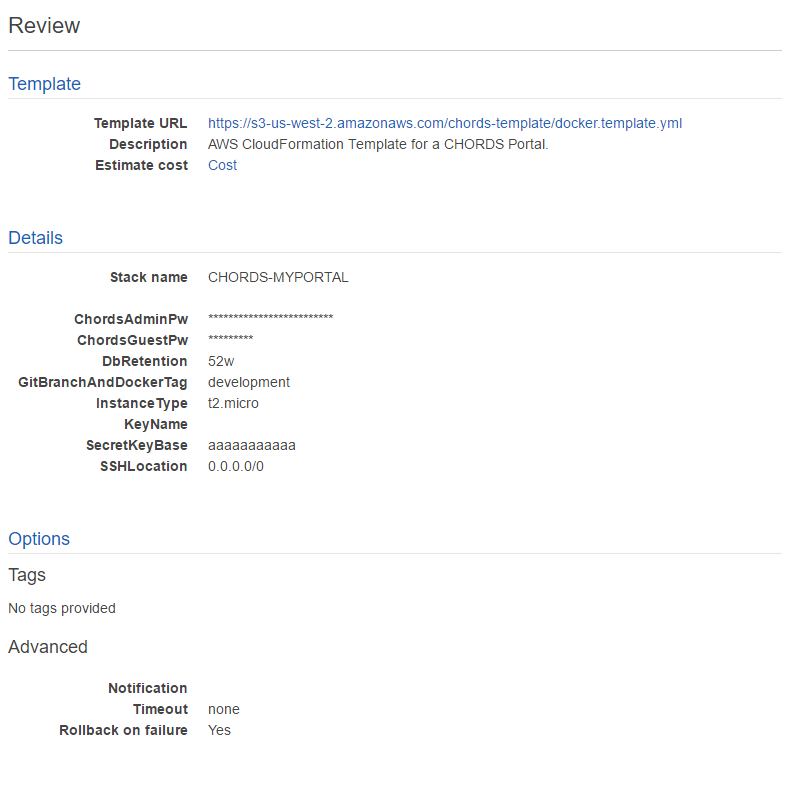 Review
Template
Template URL https://s3-us-west-2.amazonaws.com/chords-template/docker.template.yml
Description AWS CloudFormation Template for a CHORDS Portal.
Estimate cost Cost
Details
Stack name CHORDS-MYPORTAL
ChordsAdminPw *************************
ChordsGuestPw *********
DbRetention 52w
GitBranchAndDockerTag development
InstanceType t2.micro
KeyName
SecretKeyBase aaaaaaaaaaa
SSHLocation 0.0.0.0/0
Options
Tags
No tags provided
Advanced
Notification
Timeout none
Rollback on failure Yes